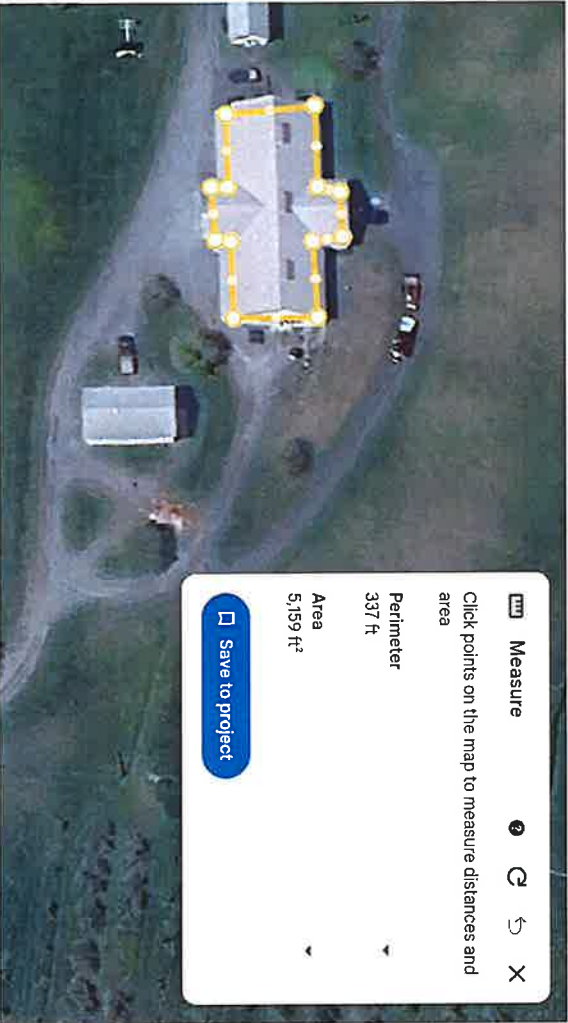 Measure
Click points on the map to measure distances and
area
Perimeter
337 ft
Area
5,159 ft²
Save to project